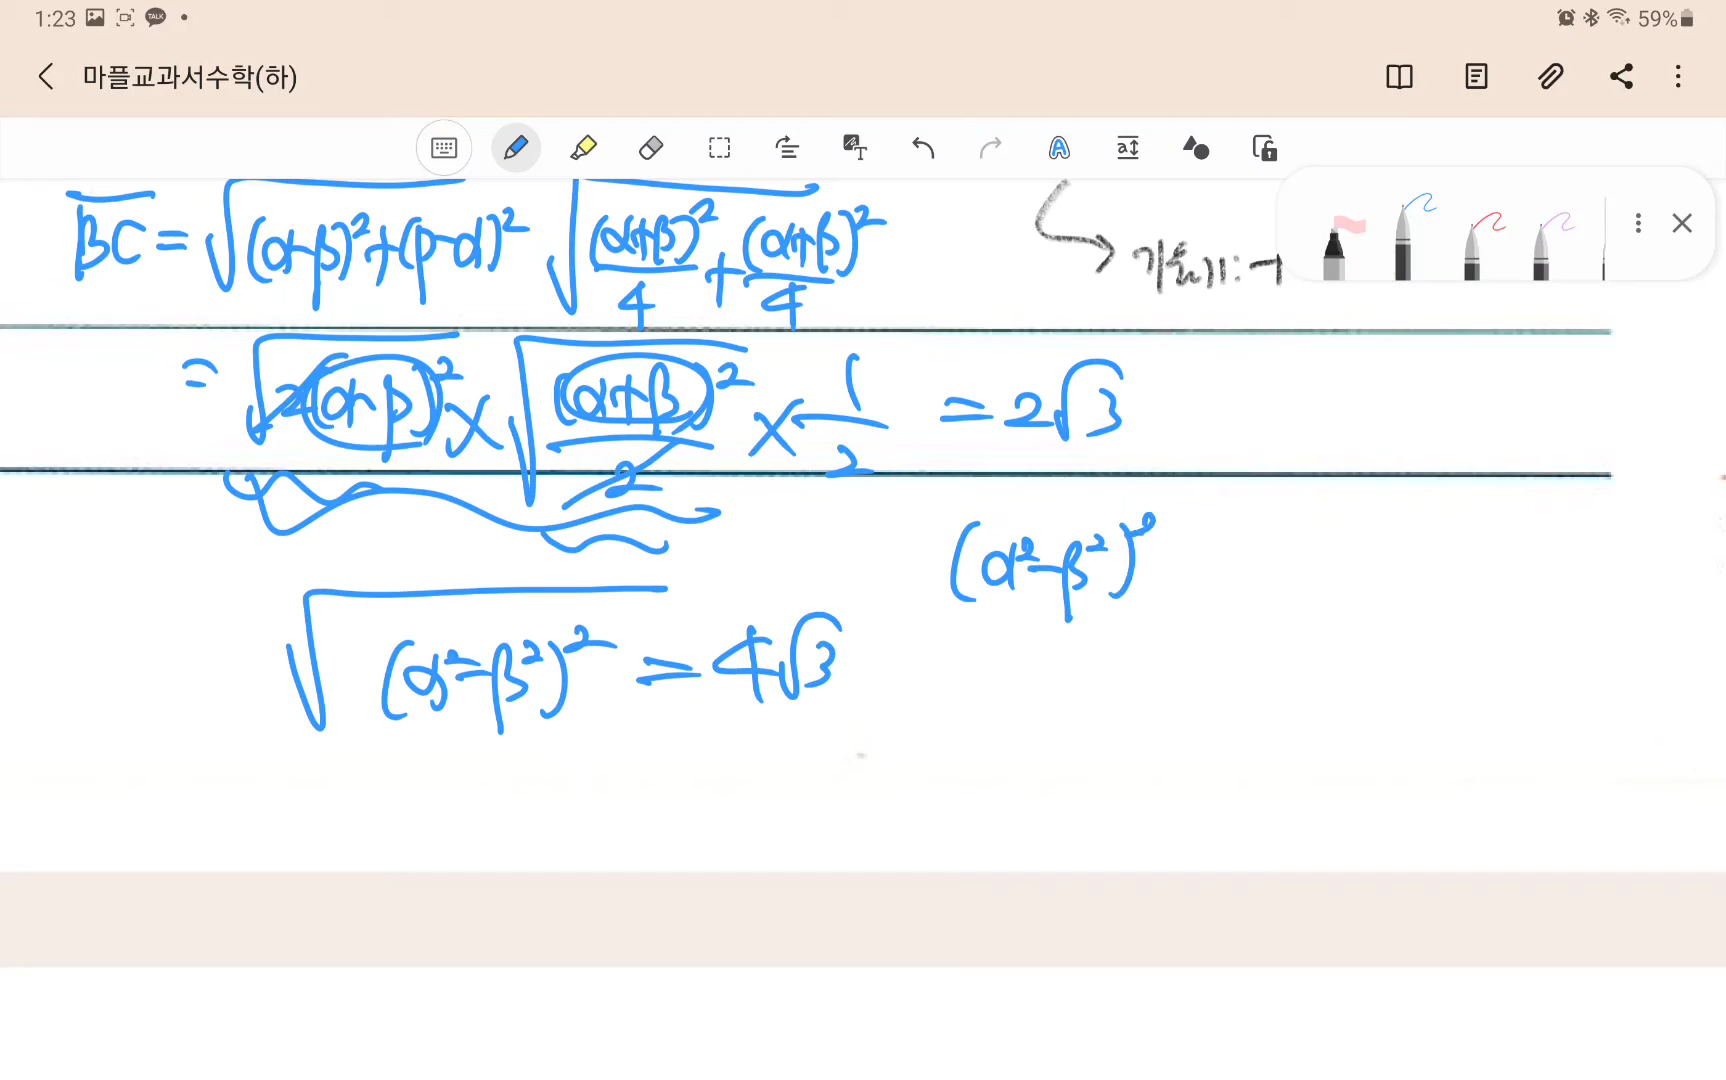 1:23 TALK 59%
마플교과서수학(하)
BC = √(α-β)²+(β-α)² √(α+β)²/4 + (α+β)²/4
기울기:-1
= √2(α-β)² × √(α+β)²/2 × 1/2 = 2√3
(α²-β²)²
√(α²-β²)² = 4√3